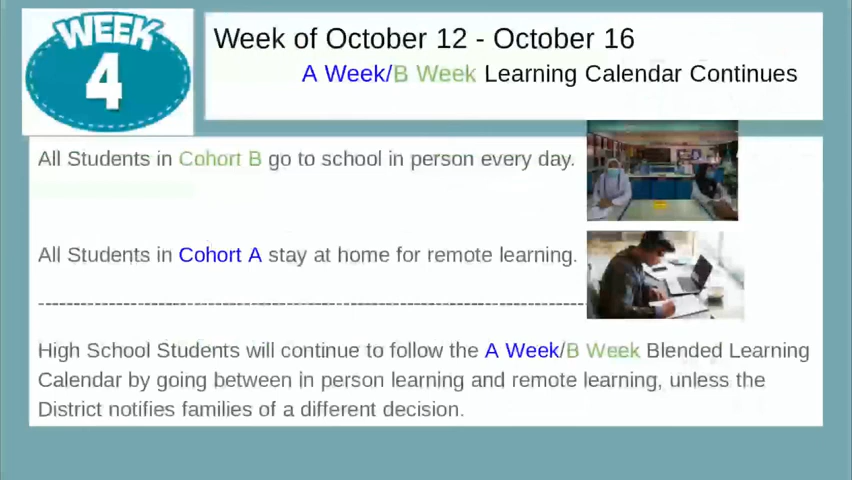 WEEK
4
Week of October 12 - October 16
A Week/B Week Learning Calendar Continues
All Students in Cohort B go to school in person every day.
All Students in Cohort A stay at home for remote learning.
--------------------------------------------------------------------------------
High School Students will continue to follow the A Week/B Week Blended Learning
Calendar by going between in person learning and remote learning, unless the
District notifies families of a different decision.